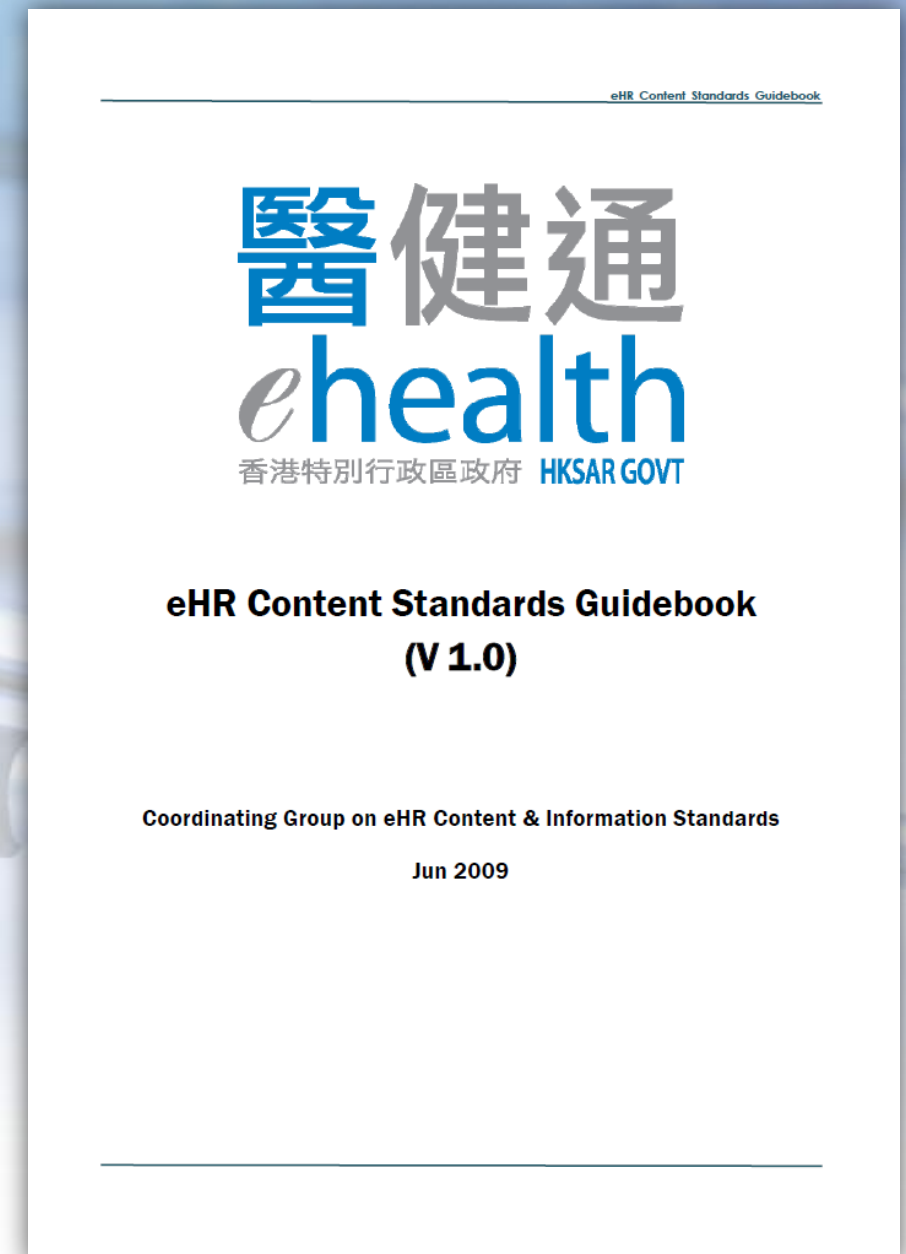 eHR Content Standards Guidebook
醫健通
ehealth
香港特別行政區政府 HKSAR GOVT
eHR Content Standards Guidebook
(V 1.0)
Coordinating Group on eHR Content & Information Standards
Jun 2009